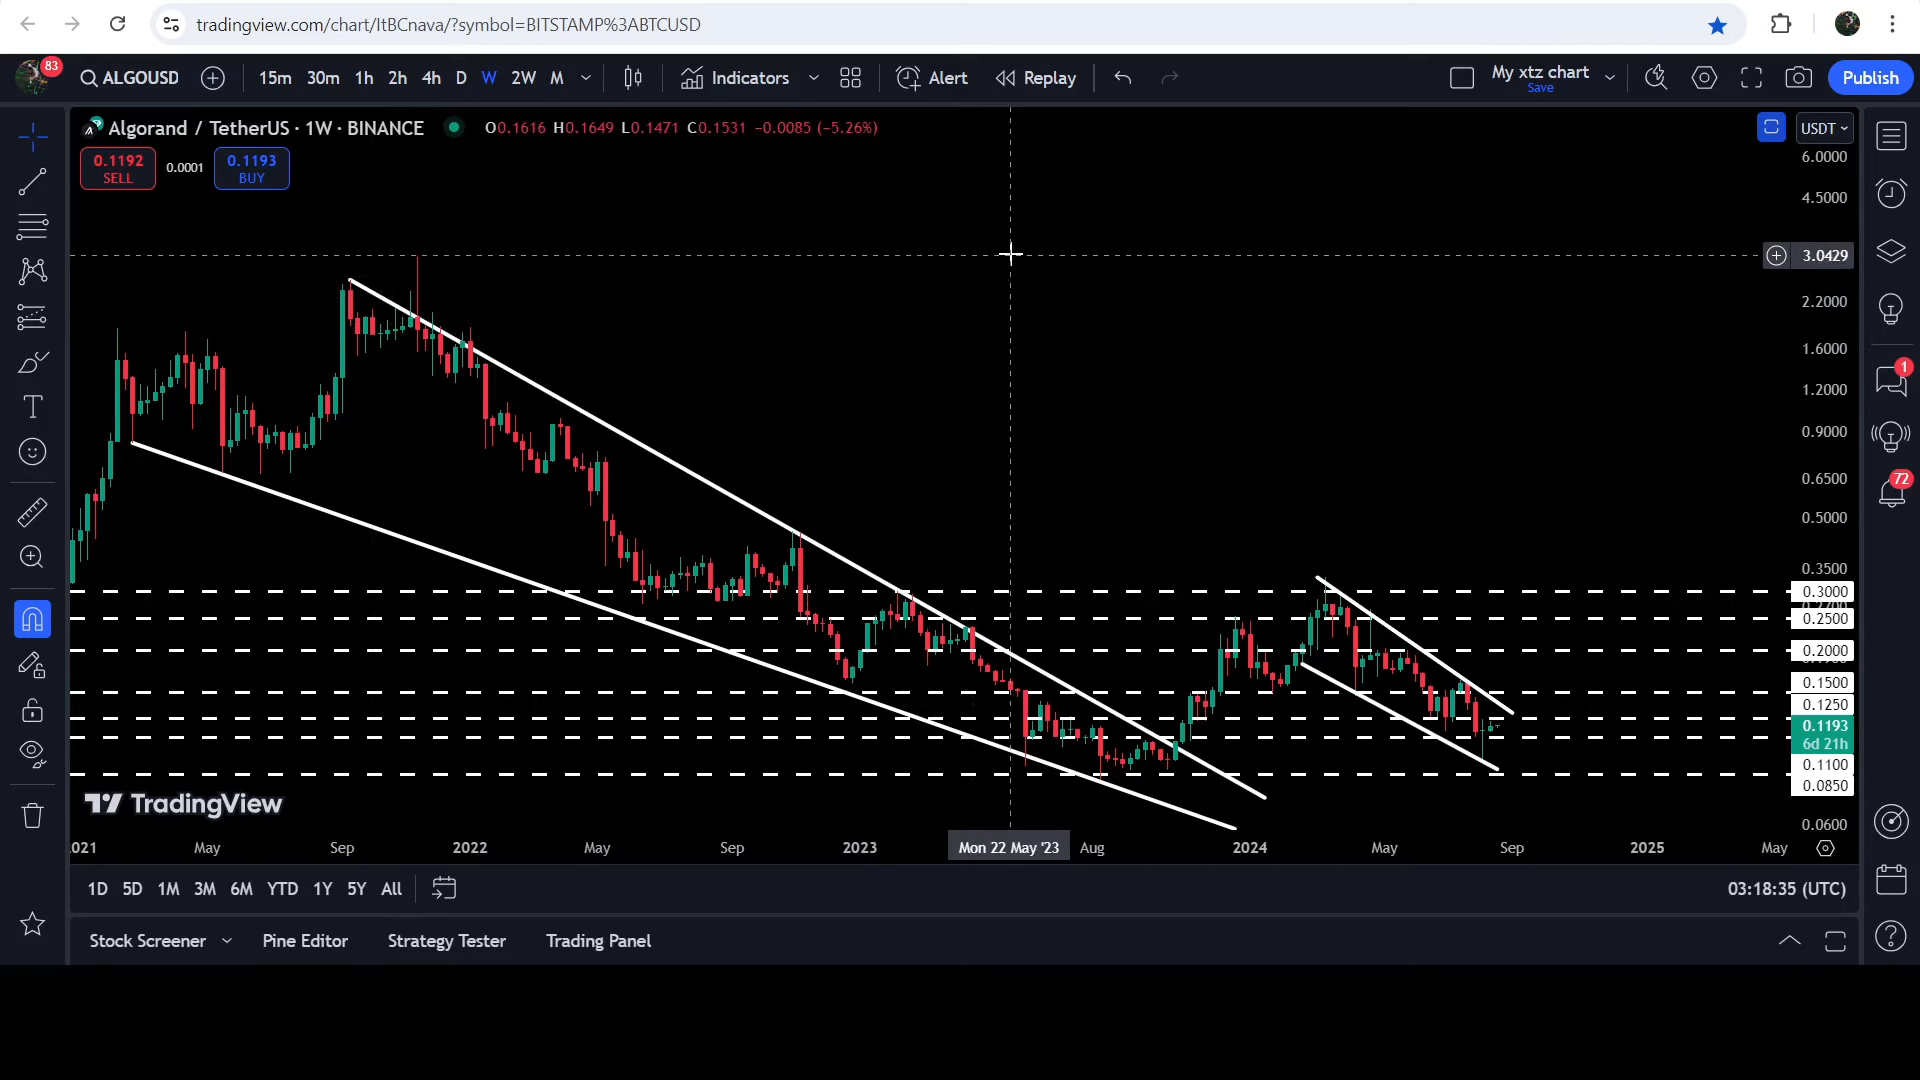 tradingview.com/chart/ItBCnava/?symbol=BITSTAMP%3ABTCUSD
83
ALGOUSD 15m 30m 1h 2h 4h D W 2W M Indicators Alert Replay My xtz chart Publish
Save
Algorand / TetherUS · 1W · BINANCE O0.1616 H0.1649 L0.1471 C0.1531 −0.0085 (−5.26%) USDT
0.1192 0.0001 0.1193
SELL BUY
6.0000
4.5000
3.0429
2.2000
1.6000
1.2000
0.9000
0.6500
0.5000
0.3500
0.3000
0.2500
0.2000
0.1500
0.1250
0.1193
6d 21h
0.1100
0.0850
0.0600
1
72
TradingView
021 May Sep 2022 May Sep 2023 Mon 22 May '23 Aug 2024 May Sep 2025 May
1D 5D 1M 3M 6M YTD 1Y 5Y All 03:18:35 (UTC)
Stock Screener Pine Editor Strategy Tester Trading Panel